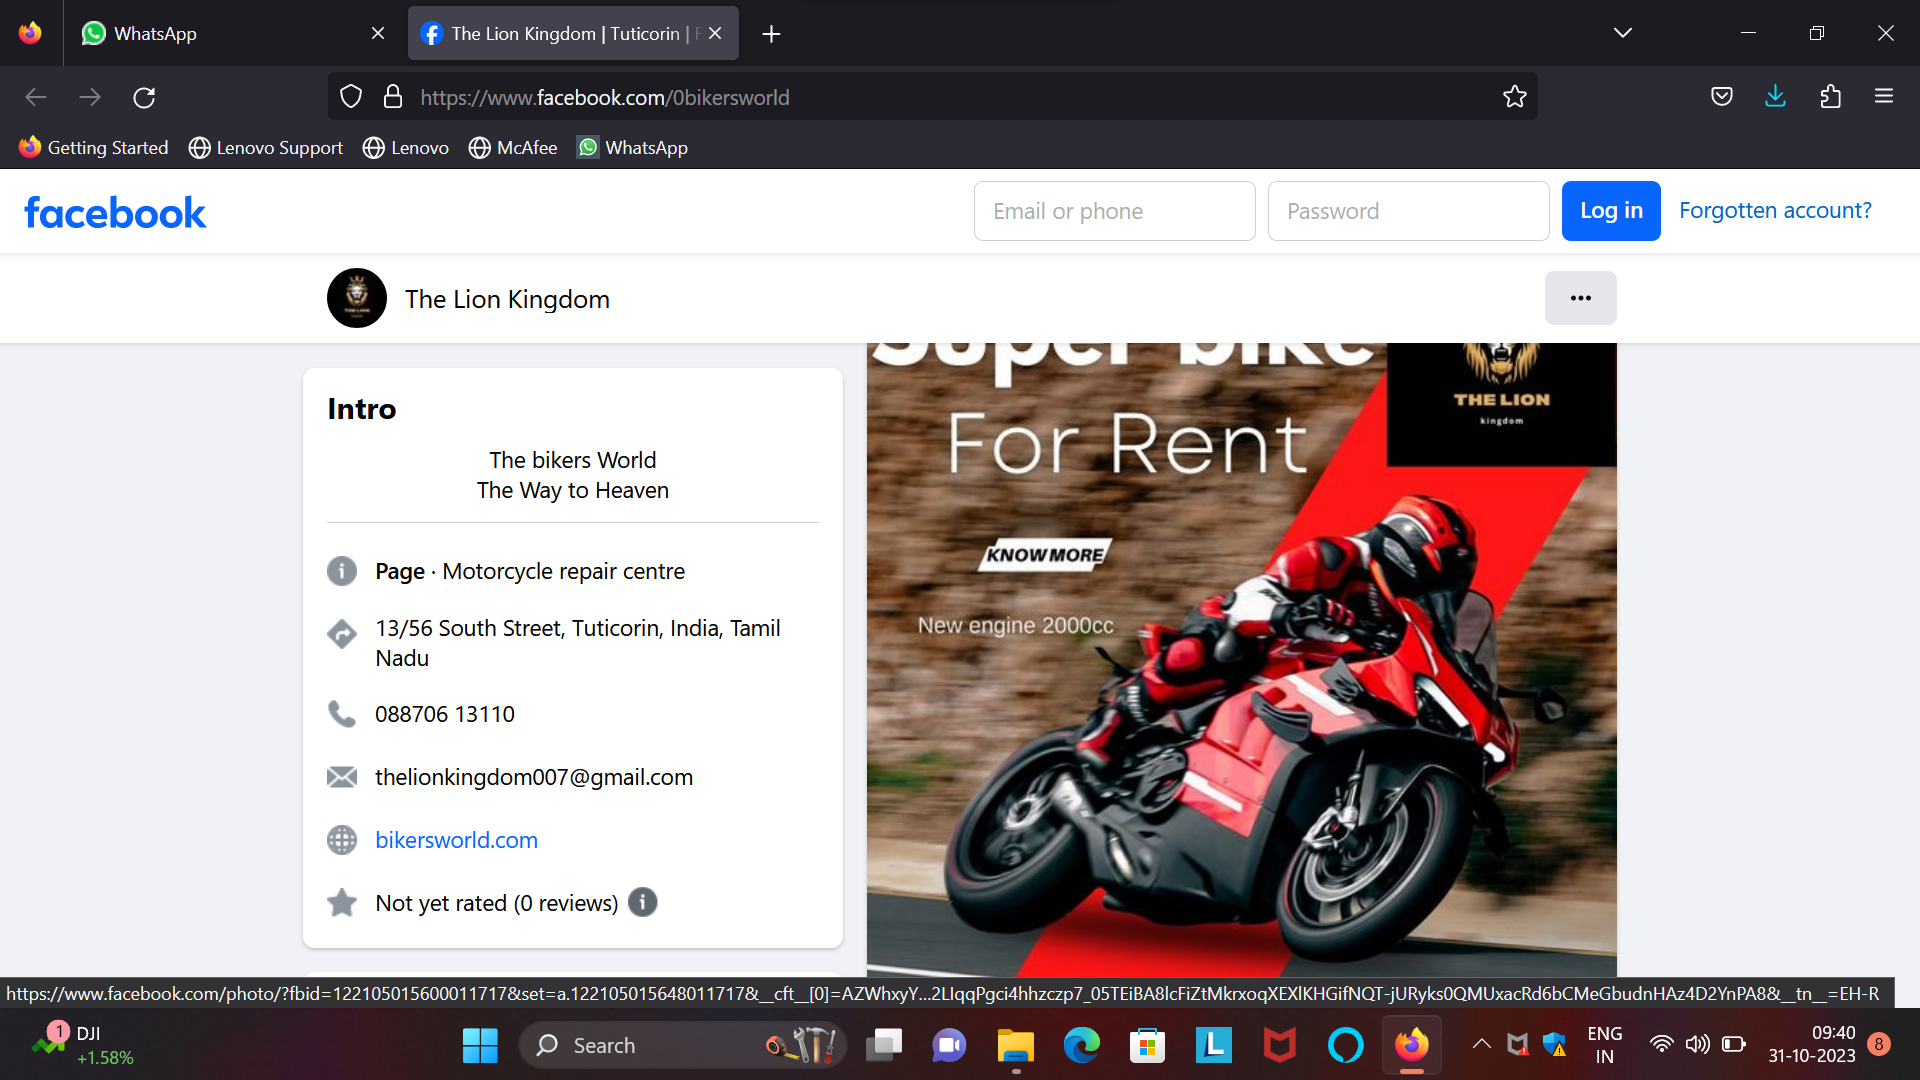 WhatsApp
The Lion Kingdom | Tuticorin | F
https://www.facebook.com/0bikersworld
Getting Started
Lenovo Support
Lenovo
McAfee
WhatsApp
facebook
Email or phone
Password
Log in
Forgotten account?
The Lion Kingdom
Intro
The bikers World
The Way to Heaven
Page · Motorcycle repair centre
13/56 South Street, Tuticorin, India, Tamil
Nadu
088706 13110
thelionkingdom007@gmail.com
bikersworld.com
Not yet rated (0 reviews)
Super bike
For Rent
THE LION
kingdom
KNOW MORE
New engine 2000cc
https://www.facebook.com/photo/?fbid=122105015600011717&set=a.122105015648011717&__cft__[0]=AZWhxyY...2LIqqPgci4hhzczp7_05TEiBA8lcFiZtMkrxoqXEXlKHGifNQT-jURyks0QMUxacRd6bCMeGbudnHAz4D2YnPA8&__tn__=EH-R
1
DJI
+1.58%
Search
ENG
IN
09:40
31-10-2023
8